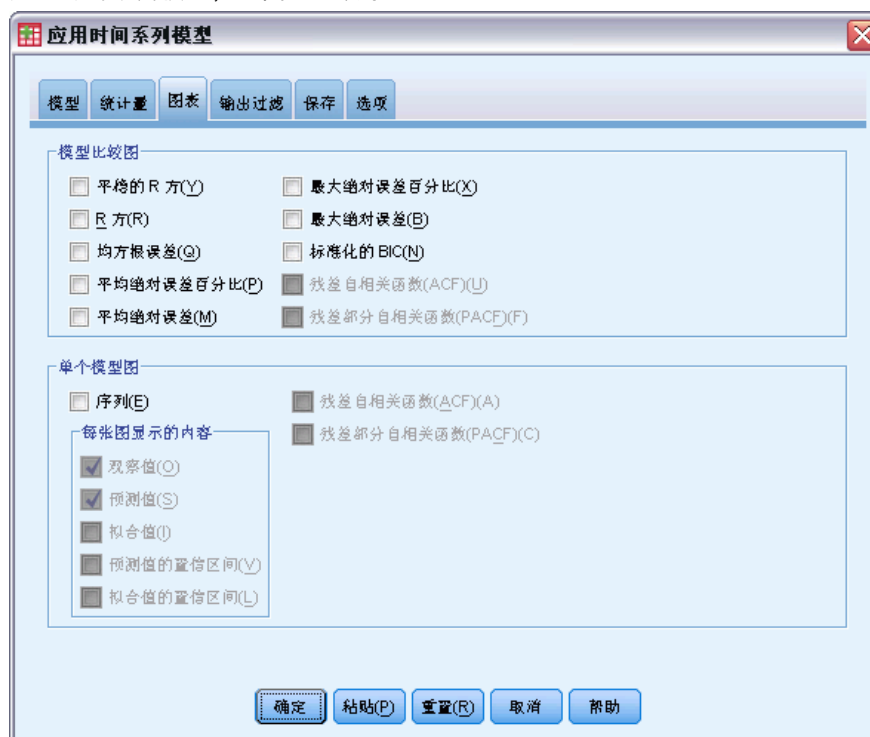 应用时间序列模型
模型 统计量 图表 输出过滤 保存 选项
模型比较图
平稳的 R 方(Y) 最大绝对误差百分比(X)
R 方(R) 最大绝对误差(B)
均方根误差(Q) 标准化的 BIC(N)
平均绝对误差百分比(P) 残差自相关函数(ACF)(U)
平均绝对误差(M) 残差部分自相关函数(PACF)(F)
单个模型图
序列(E) 残差自相关函数(ACF)(A)
每张图显示的内容 残差部分自相关函数(PACF)(C)
观察值(O)
预测值(S)
拟合值(I)
预测值的置信区间(V)
拟合值的置信区间(L)
确定 粘贴(P) 重置(R) 取消 帮助